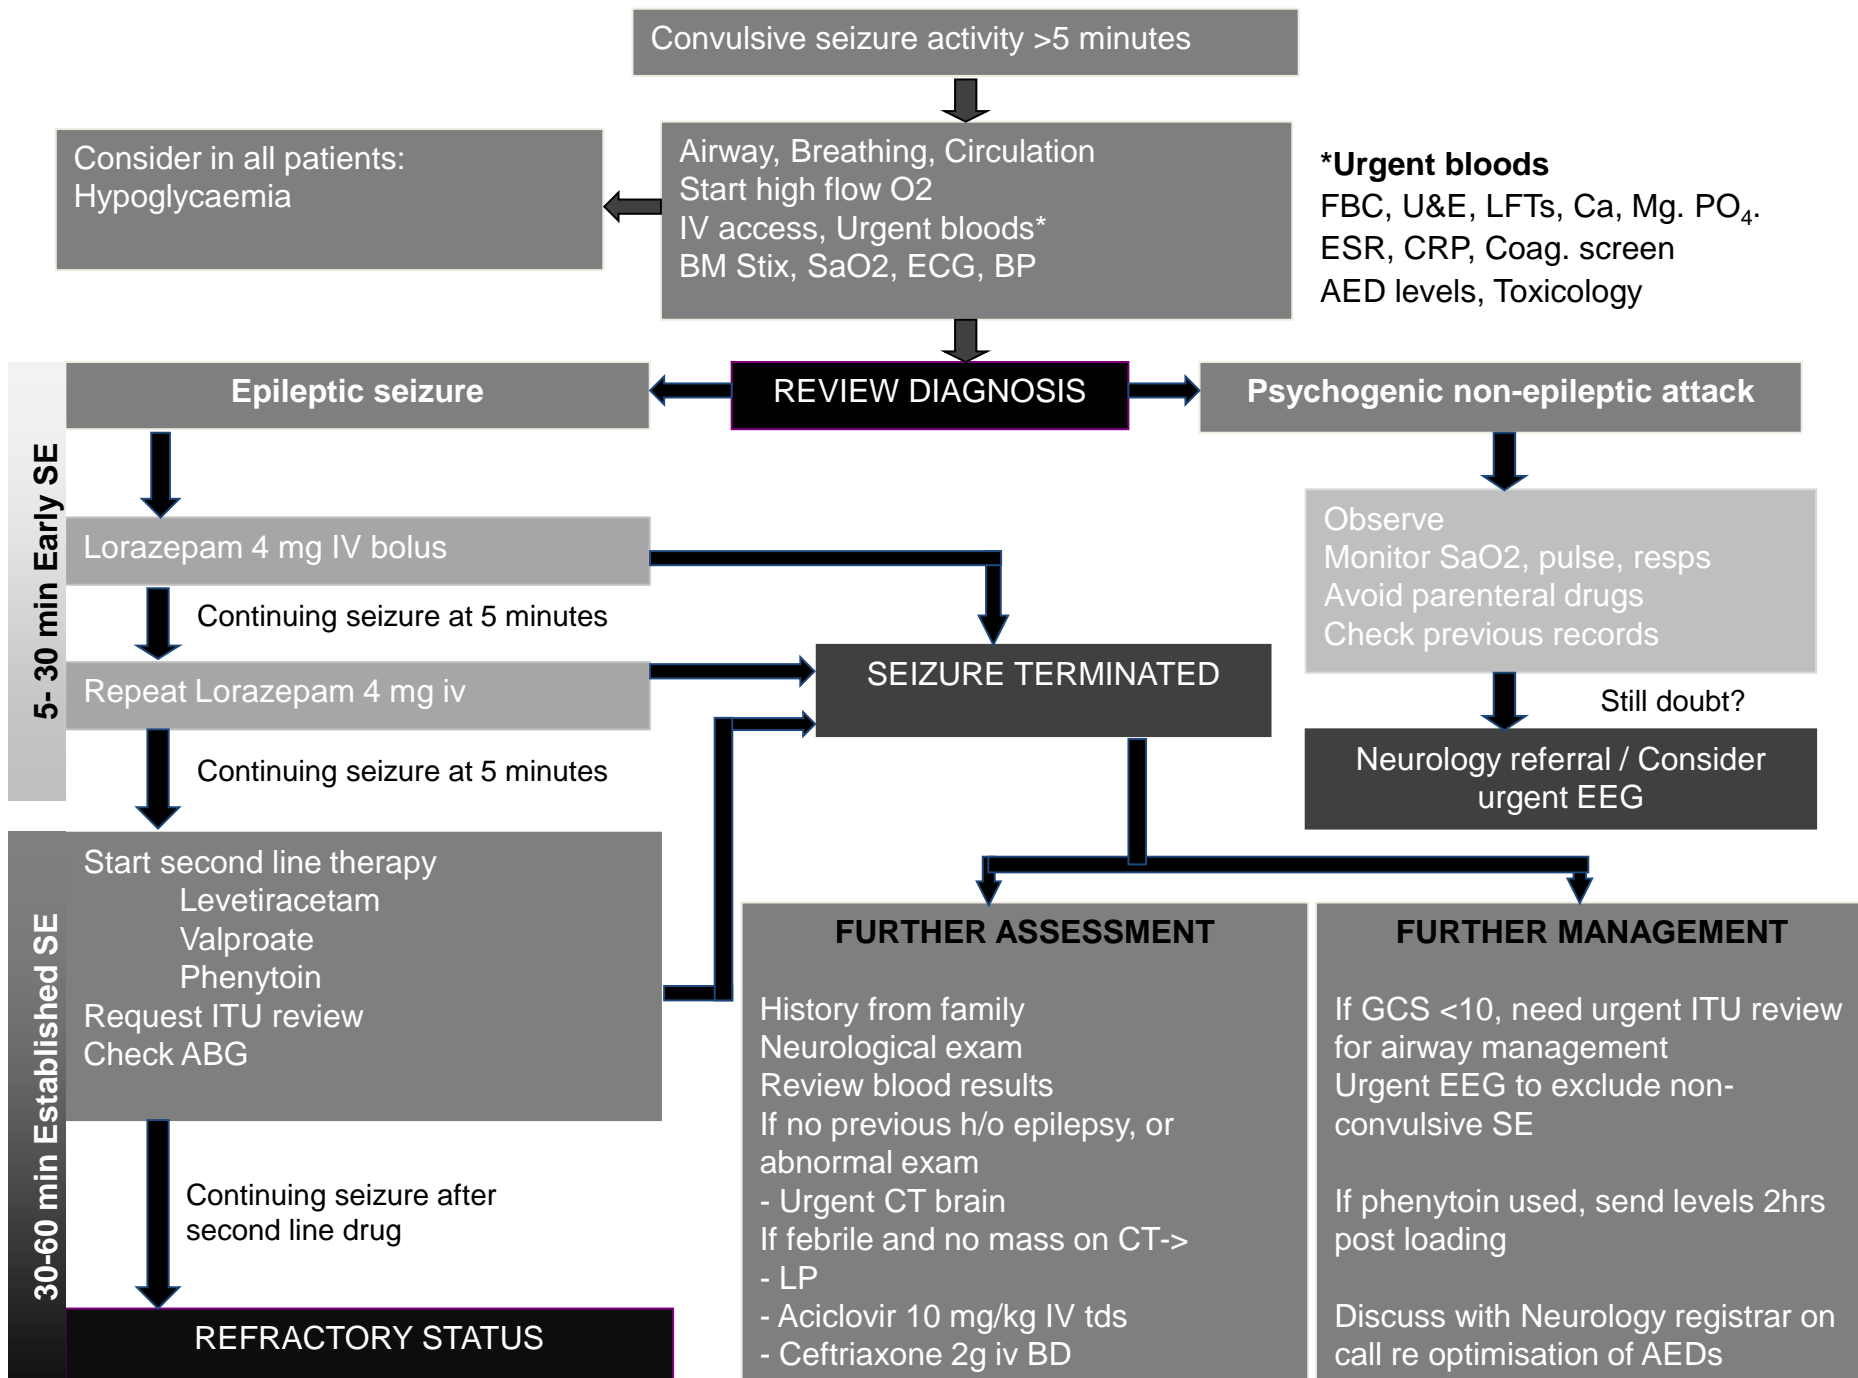 Convulsive seizure activity >5 minutes
Consider in all patients:
Hypoglycaemia
Airway, Breathing, Circulation
Start high flow O2
IV access, Urgent bloods*
BM Stix, SaO2, ECG, BP
*Urgent bloods
FBC, U&E, LFTs, Ca, Mg. PO₄.
ESR, CRP, Coag. screen
AED levels, Toxicology
Epileptic seizure
REVIEW DIAGNOSIS
Psychogenic non-epileptic attack
5- 30 min Early SE
Lorazepam 4 mg IV bolus
Continuing seizure at 5 minutes
Repeat Lorazepam 4 mg iv
Continuing seizure at 5 minutes
SEIZURE TERMINATED
Observe
Monitor SaO2, pulse, resps
Avoid parenteral drugs
Check previous records
Still doubt?
Neurology referral / Consider
urgent EEG
30-60 min Established SE
Start second line therapy
Levetiracetam
Valproate
Phenytoin
Request ITU review
Check ABG
Continuing seizure after
second line drug
REFRACTORY STATUS
FURTHER ASSESSMENT
History from family
Neurological exam
Review blood results
If no previous h/o epilepsy, or
abnormal exam
- Urgent CT brain
If febrile and no mass on CT->
- LP
- Aciclovir 10 mg/kg IV tds
- Ceftriaxone 2g iv BD
FURTHER MANAGEMENT
If GCS <10, need urgent ITU review
for airway management
Urgent EEG to exclude non-
convulsive SE
If phenytoin used, send levels 2hrs
post loading
Discuss with Neurology registrar on
call re optimisation of AEDs